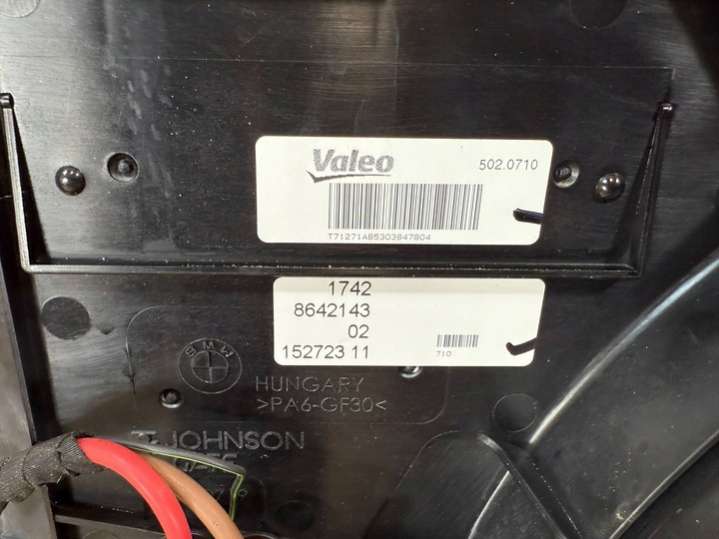 Valeo
502.0710
T71271A85303847804
1742
8642143
02
152723 11
710
BMW
HUNGARY
>PA6-GF30<
JOHNSON